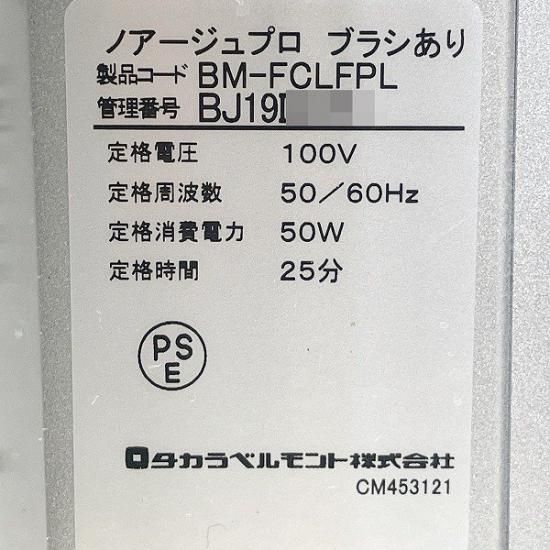 ノアージュプロ ブラシあり
製品コード BM-FCLFPL
管理番号 BJ19
定格電圧 100V
定格周波数 50／60Hz
定格消費電力 50W
定格時間 25分
PS
E
タカラベルモント株式会社
CM453121